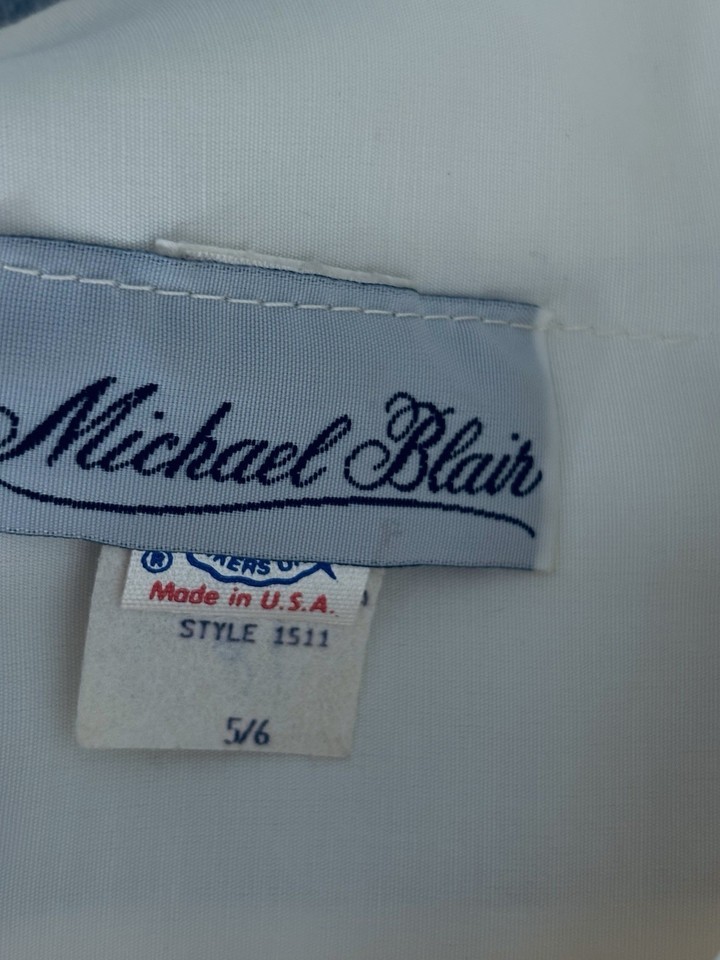 Michael Blair
®
Made in U.S.A.
STYLE 1511
5/6